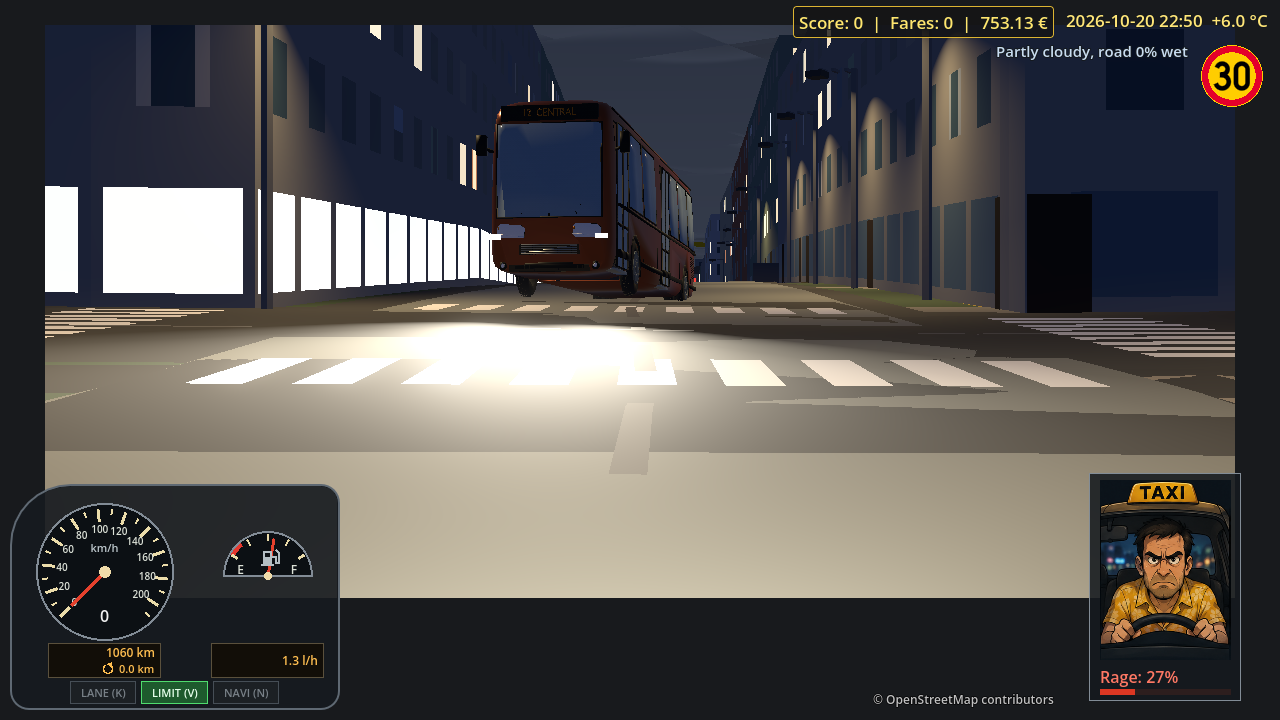 Score: 0 | Fares: 0 | 753.13 €
2026-10-20 22:50 +6.0 °C
Partly cloudy, road 0% wet
30
12 CENTRAL
TAXI
0 20 40 60 80 100 120 140 160 180 200
km/h
0
E F
1060 km
0.0 km
1.3 l/h
LANE (K) LIMIT (V) NAVI (N)
Rage: 27%
© OpenStreetMap contributors